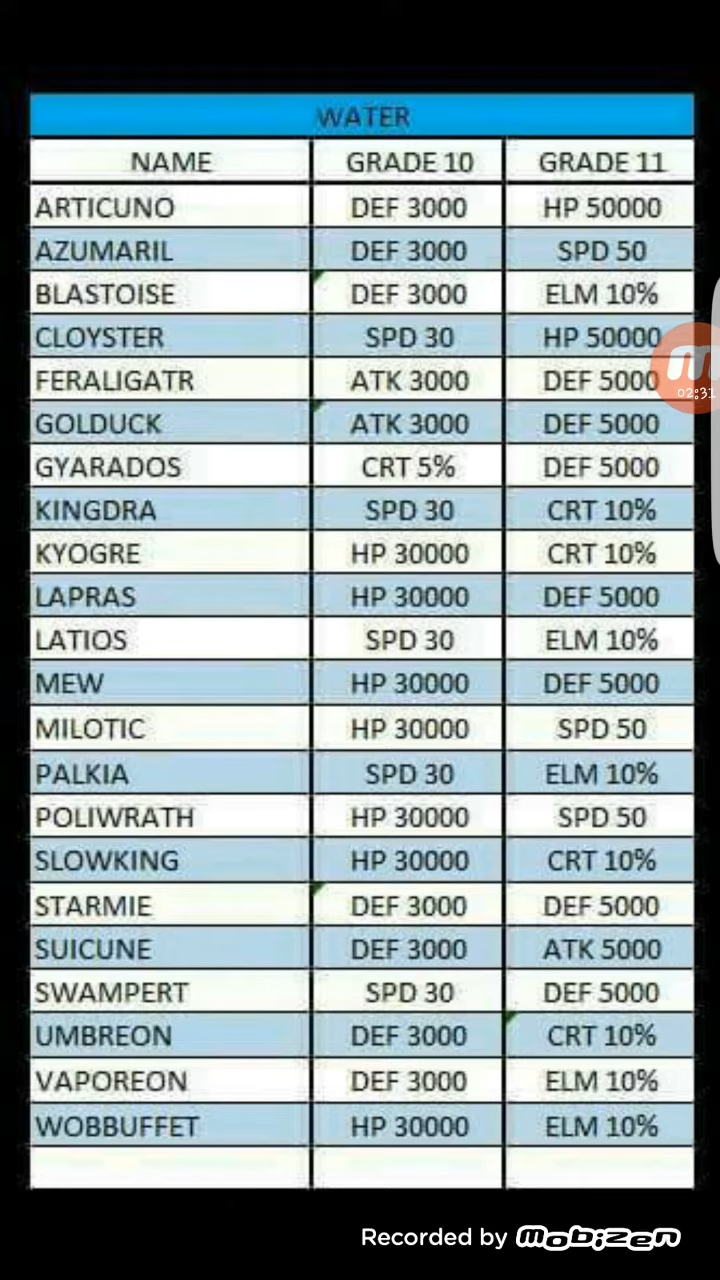 WATER
NAME GRADE 10 GRADE 11
ARTICUNO DEF 3000 HP 50000
AZUMARIL DEF 3000 SPD 50
BLASTOISE DEF 3000 ELM 10%
CLOYSTER SPD 30 HP 50000
FERALIGATR ATK 3000 DEF 5000
02:31
GOLDUCK ATK 3000 DEF 5000
GYARADOS CRT 5% DEF 5000
KINGDRA SPD 30 CRT 10%
KYOGRE HP 30000 CRT 10%
LAPRAS HP 30000 DEF 5000
LATIOS SPD 30 ELM 10%
MEW HP 30000 DEF 5000
MILOTIC HP 30000 SPD 50
PALKIA SPD 30 ELM 10%
POLIWRATH HP 30000 SPD 50
SLOWKING HP 30000 CRT 10%
STARMIE DEF 3000 DEF 5000
SUICUNE DEF 3000 ATK 5000
SWAMPERT SPD 30 DEF 5000
UMBREON DEF 3000 CRT 10%
VAPOREON DEF 3000 ELM 10%
WOBBUFFET HP 30000 ELM 10%
Recorded by Mobizen